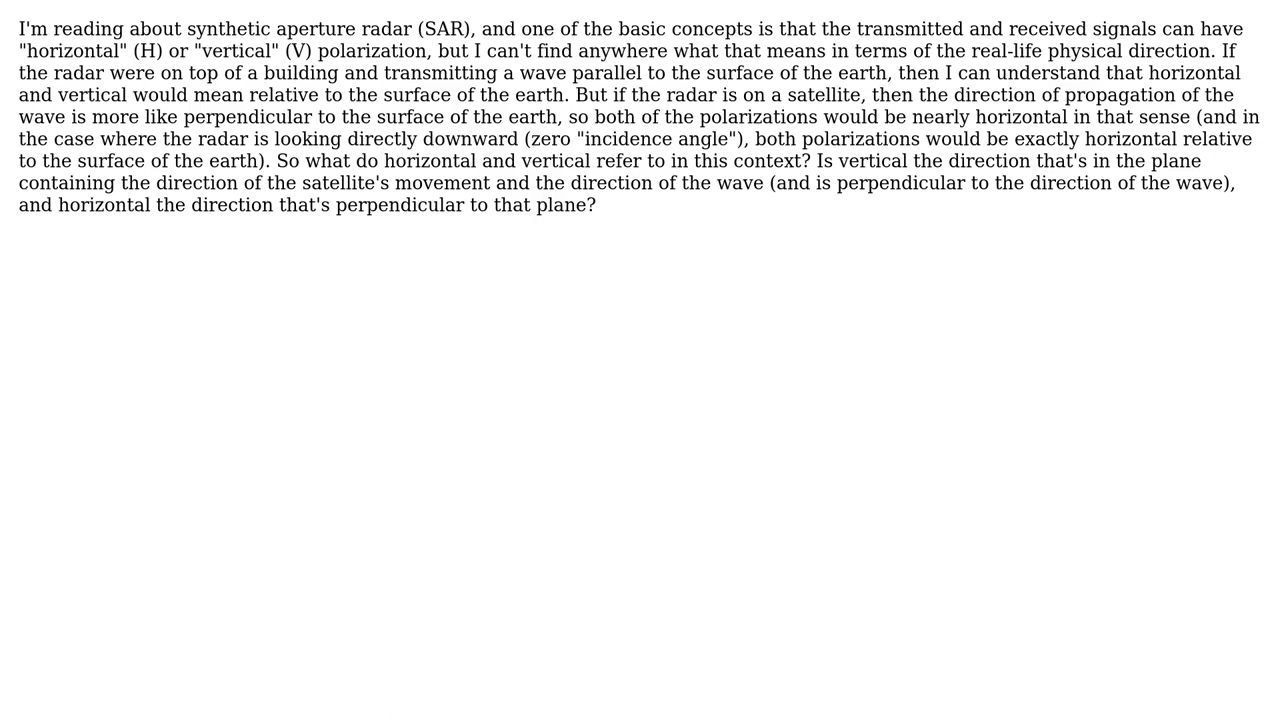 I'm reading about synthetic aperture radar (SAR), and one of the basic concepts is that the transmitted and received signals can have
"horizontal" (H) or "vertical" (V) polarization, but I can't find anywhere what that means in terms of the real-life physical direction. If
the radar were on top of a building and transmitting a wave parallel to the surface of the earth, then I can understand that horizontal
and vertical would mean relative to the surface of the earth. But if the radar is on a satellite, then the direction of propagation of the
wave is more like perpendicular to the surface of the earth, so both of the polarizations would be nearly horizontal in that sense (and in
the case where the radar is looking directly downward (zero "incidence angle"), both polarizations would be exactly horizontal relative
to the surface of the earth). So what do horizontal and vertical refer to in this context? Is vertical the direction that's in the plane
containing the direction of the satellite's movement and the direction of the wave (and is perpendicular to the direction of the wave),
and horizontal the direction that's perpendicular to that plane?